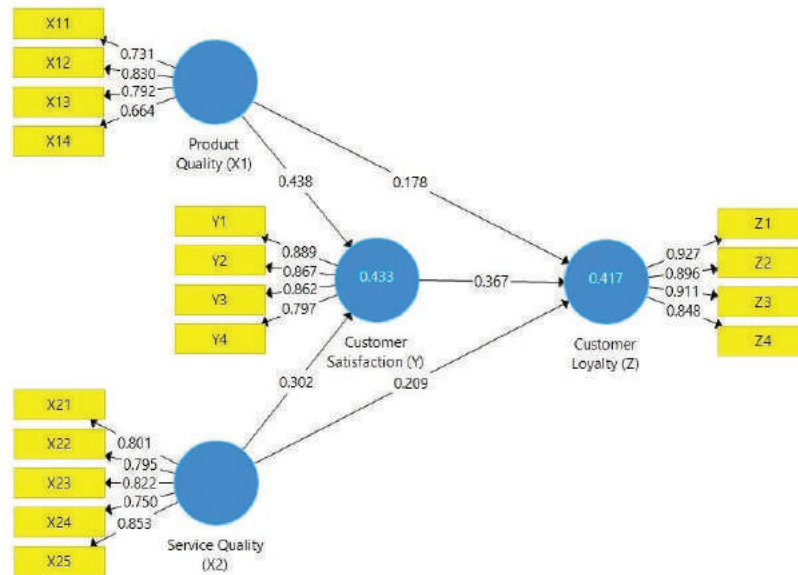 X11
X12
X13
X14
0.731
0.830
0.792
0.664
Product
Quality (X1)
0.438
0.178
Y1
Y2
Y3
Y4
0.889
0.867
0.862
0.797
0.433
Customer
Satisfaction (Y)
0.367
0.417
Customer
Loyalty (Z)
0.927
0.896
0.911
0.848
Z1
Z2
Z3
Z4
0.302
0.209
X21
X22
X23
X24
X25
0.801
0.795
0.822
0.750
0.853
Service Quality
(X2)